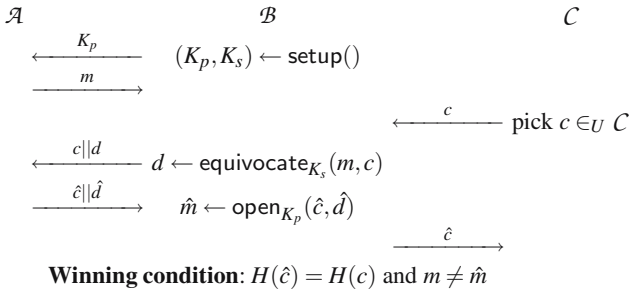 𝒜 ℬ 𝒞
K_p (K_p, K_s) ← setup()
m
c pick c ∈_U 𝒞
c||d d ← equivocate_{K_s}(m, c)
ĉ||d̂ m̂ ← open_{K_p}(ĉ, d̂)
ĉ
Winning condition: H(ĉ) = H(c) and m ≠ m̂